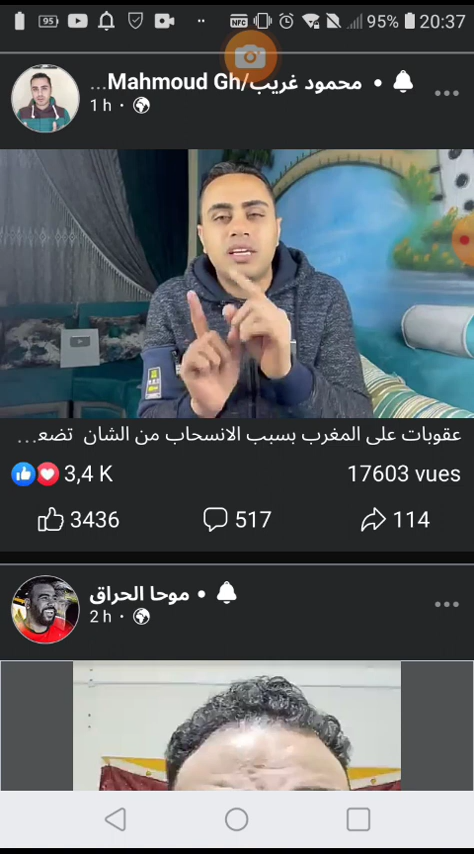 95 NFC 95% 20:37
محمود غريب/Mahmoud Gh... •
1 h ·
عقوبات على المغرب بسبب الانسحاب من الشان تضع...
3,4 K 17603 vues
3436 517 114
موحا الحراق •
2 h ·